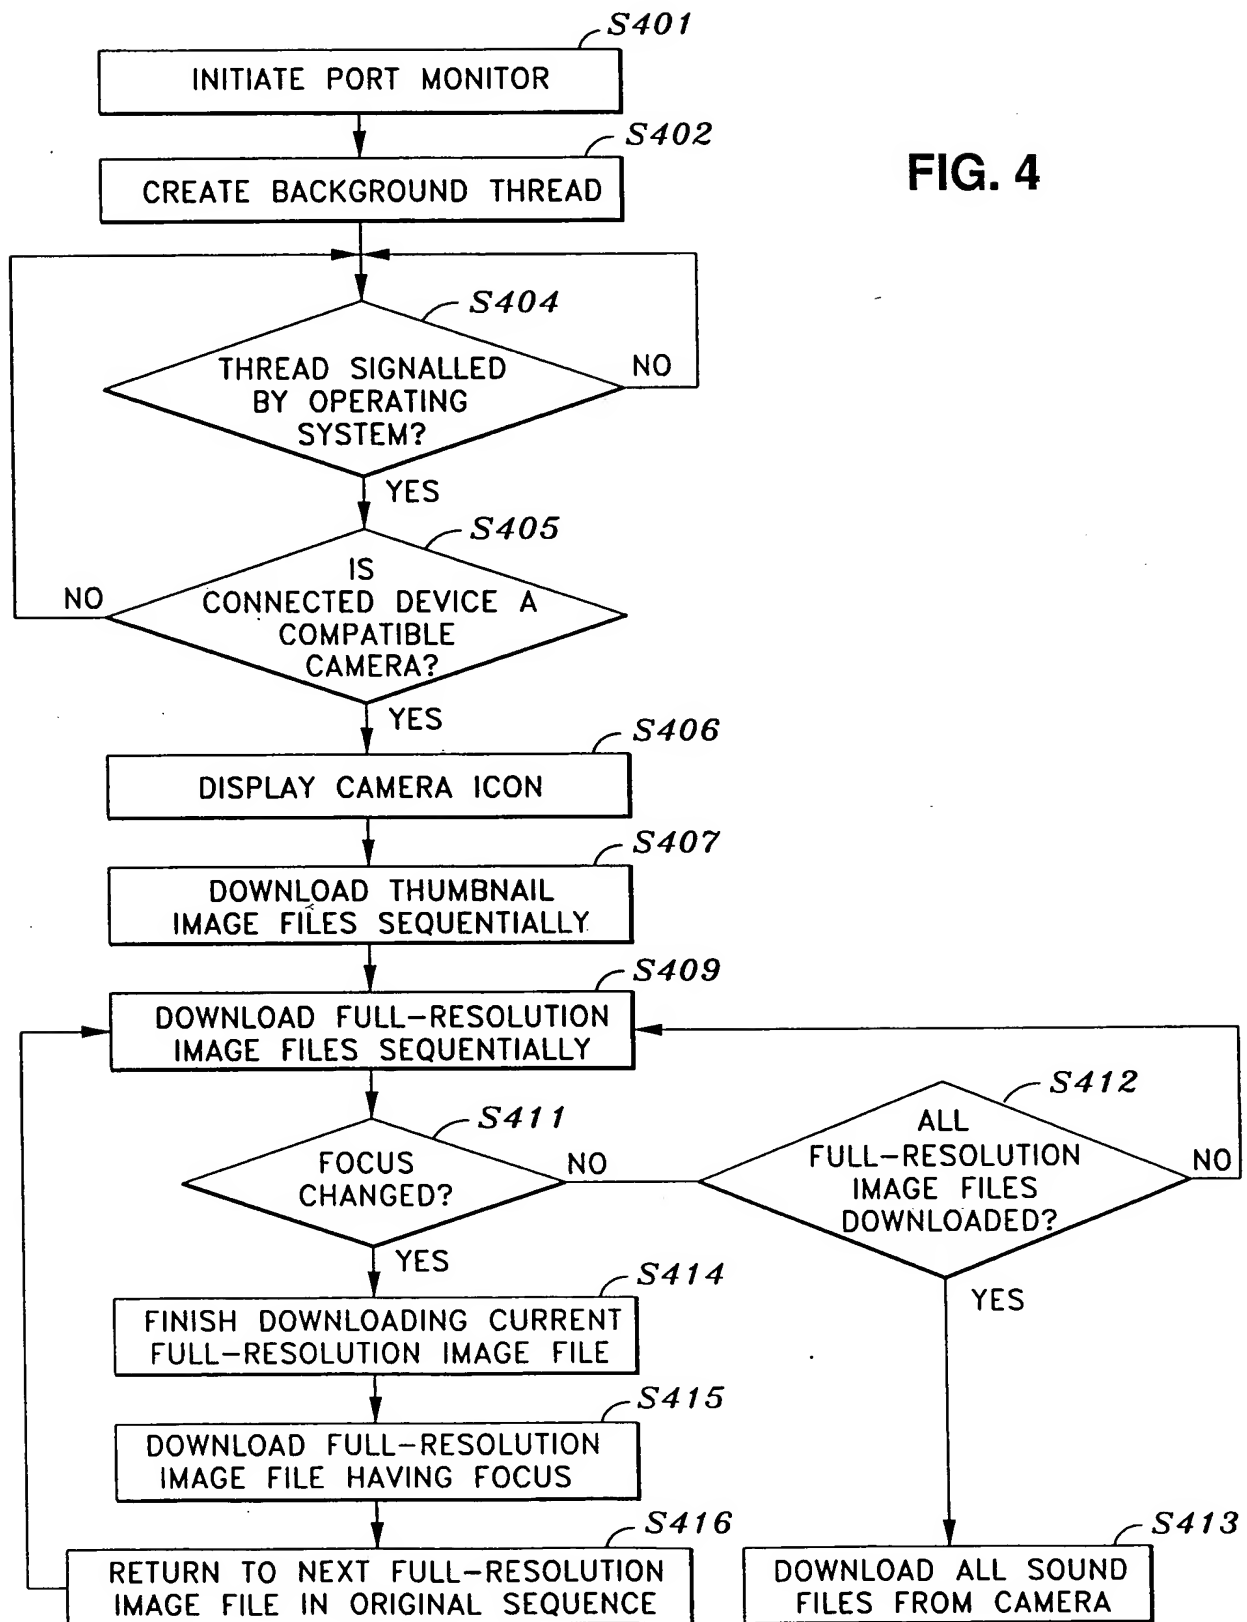 S401
INITIATE PORT MONITOR
S402
CREATE BACKGROUND THREAD
FIG. 4
S404
THREAD SIGNALLED
BY OPERATING
SYSTEM?
NO
YES
S405
IS
CONNECTED DEVICE A
COMPATIBLE
CAMERA?
NO
YES
S406
DISPLAY CAMERA ICON
S407
DOWNLOAD THUMBNAIL
IMAGE FILES SEQUENTIALLY
S409
DOWNLOAD FULL-RESOLUTION
IMAGE FILES SEQUENTIALLY
S411
FOCUS
CHANGED?
NO
YES
S412
ALL
FULL-RESOLUTION
IMAGE FILES
DOWNLOADED?
NO
YES
S414
FINISH DOWNLOADING CURRENT
FULL-RESOLUTION IMAGE FILE
S415
DOWNLOAD FULL-RESOLUTION
IMAGE FILE HAVING FOCUS
S416
RETURN TO NEXT FULL-RESOLUTION
IMAGE FILE IN ORIGINAL SEQUENCE
S413
DOWNLOAD ALL SOUND
FILES FROM CAMERA